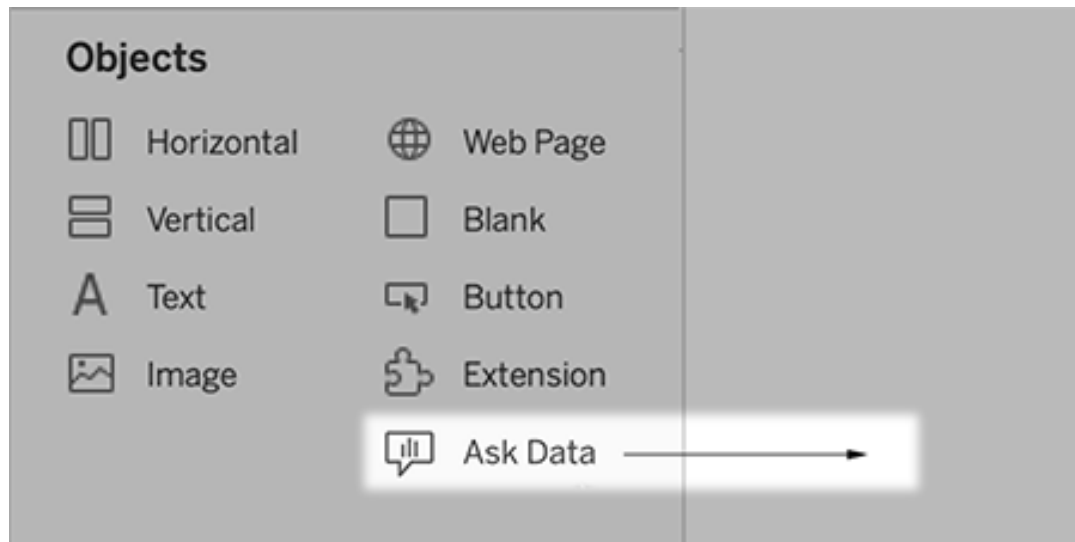 Objects
Horizontal
Web Page
Vertical
Blank
Text
Button
Image
Extension
Ask Data